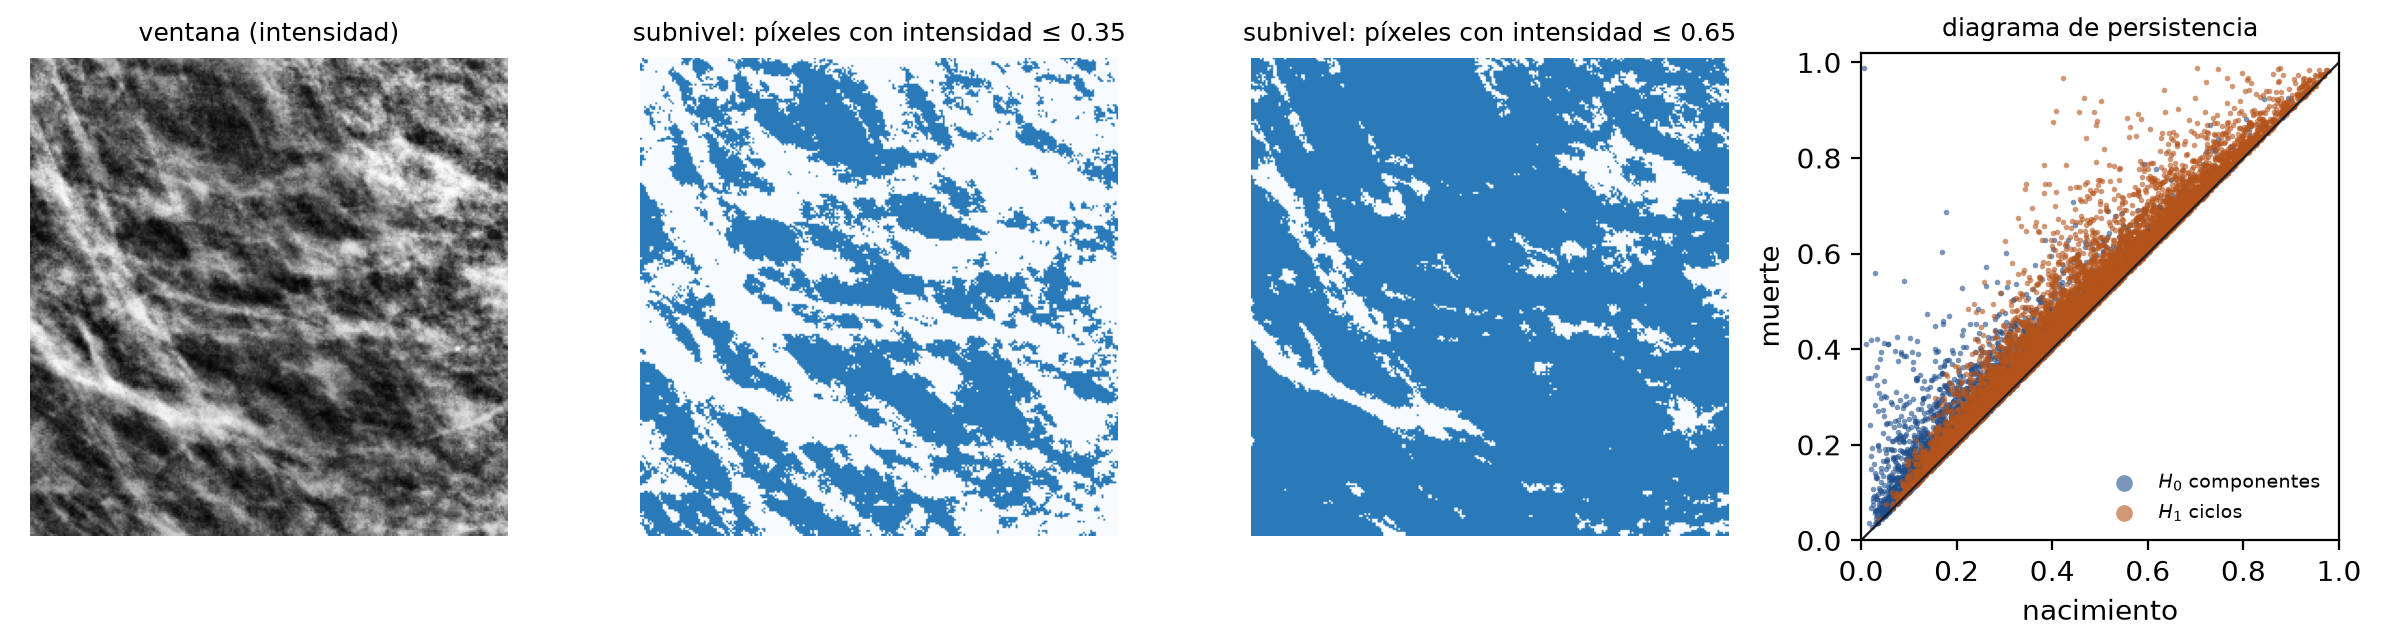 ventana (intensidad)
subnivel: píxeles con intensidad ≤ 0.35
subnivel: píxeles con intensidad ≤ 0.65
diagrama de persistencia
1.0
0.8
0.6
0.4
0.2
0.0
muerte
H₀ componentes
H₁ ciclos
0.0 0.2 0.4 0.6 0.8 1.0
nacimiento